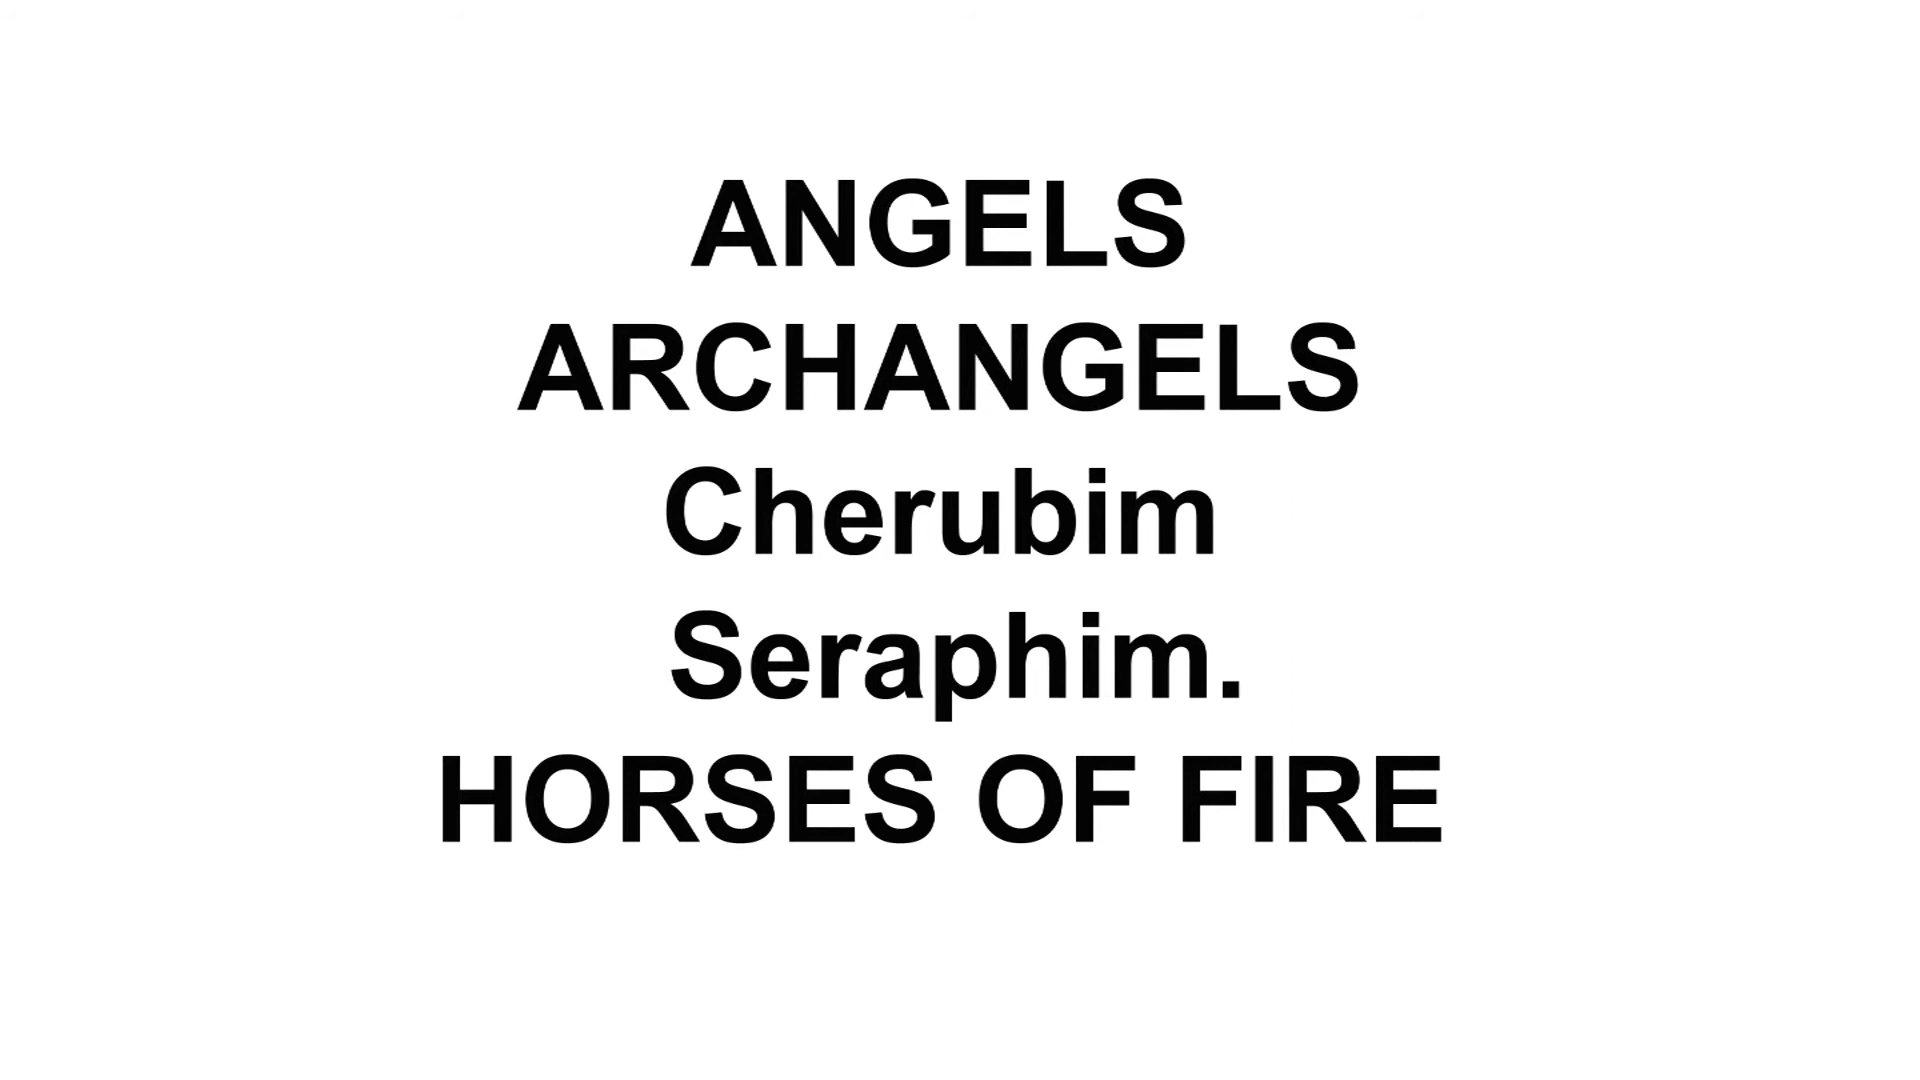 ANGELS
ARCHANGELS
Cherubim
Seraphim.
HORSES OF FIRE